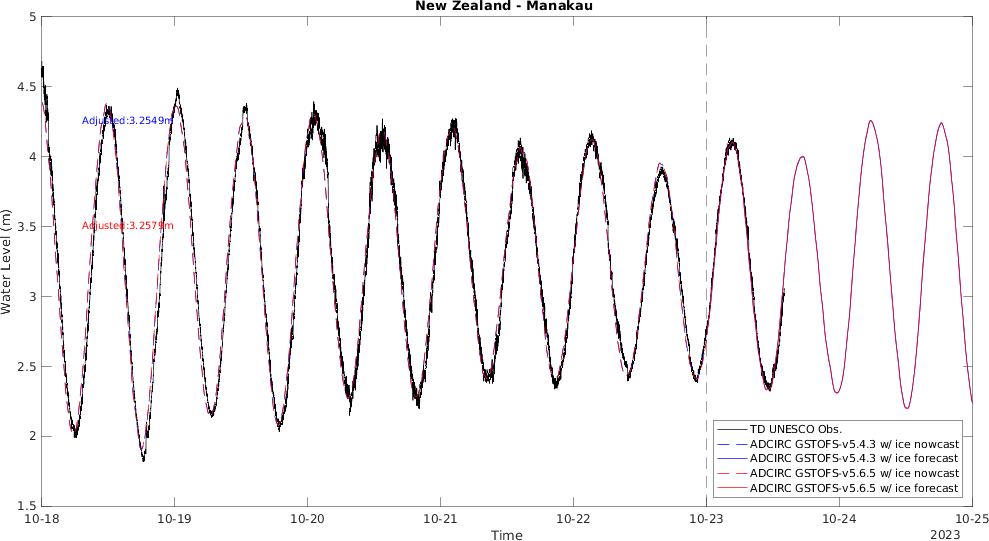 New Zealand - Manakau
5
4.5
4
3.5
3
2.5
2
1.5
Water Level (m)
Adjusted:3.2549m
Adjusted:3.2579m
TD UNESCO Obs.
ADCIRC GSTOFS-v5.4.3 w/ ice nowcast
ADCIRC GSTOFS-v5.4.3 w/ ice forecast
ADCIRC GSTOFS-v5.6.5 w/ ice nowcast
ADCIRC GSTOFS-v5.6.5 w/ ice forecast
10-18 10-19 10-20 10-21 10-22 10-23 10-24 10-25
Time
2023